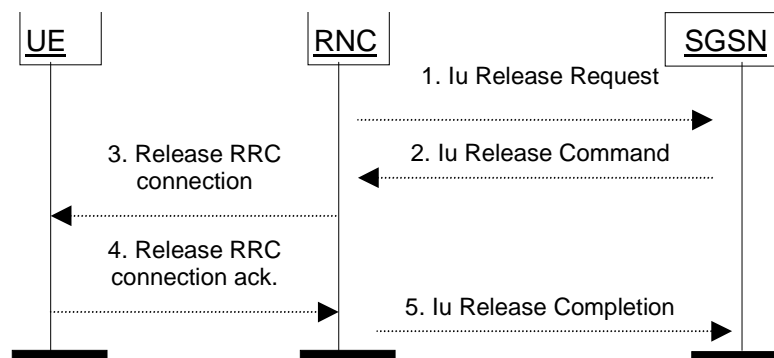 UE
RNC
SGSN
1. Iu Release Request
2. Iu Release Command
3. Release RRC
connection
4. Release RRC
connection ack.
5. Iu Release Completion